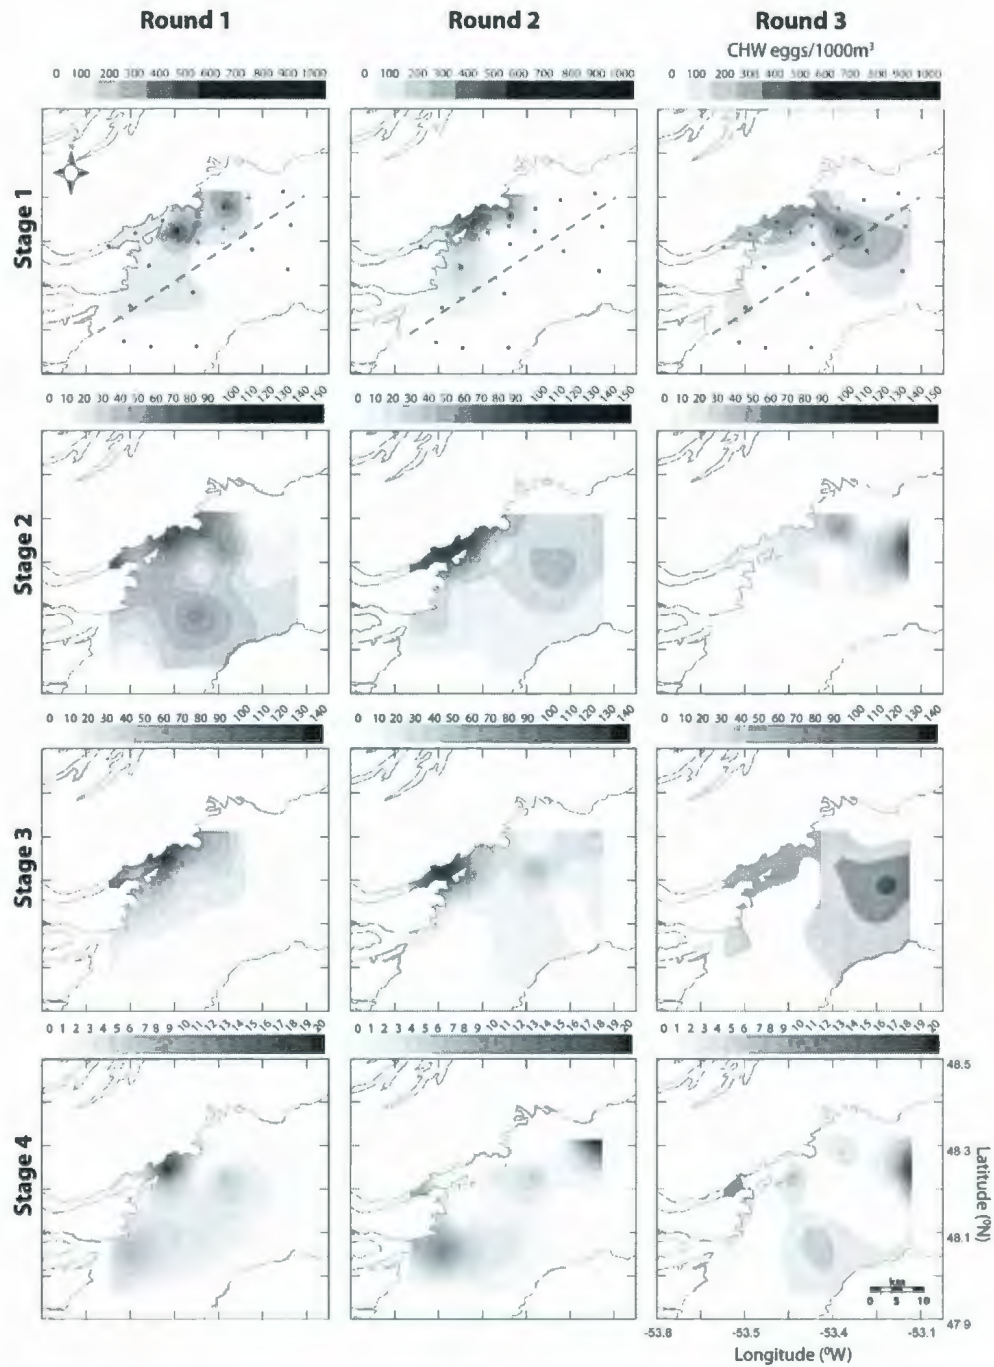 Round 1 Round 2 Round 3
CHW eggs/1000m³
0 100 200 300 400 500 600 700 800 1000
0 100 200 300 400 500 600 700 800 1000
0 100 200 300 400 500 600 700 800 1000
Stage 1
0 10 20 30 40 50 60 70 80 90 100 110 120 130 140 150
0 10 20 30 40 50 60 70 80 90 100 110 120 130 140 150
0 10 20 30 40 50 60 70 80 90 100 110 120 130 140 150
Stage 2
0 10 20 30 40 50 60 70 80 90 100 110 120 130 140
0 10 20 30 40 50 60 70 80 90 100 110 120 130 140
0 10 20 30 40 50 60 70 80 90 100 110 120 130 140
Stage 3
0 1 2 3 4 5 6 7 8 9 10 11 12 13 14 15 16 17 18 19 20
0 1 2 3 4 5 6 7 8 9 10 11 12 13 14 15 16 17 18 19 20
0 1 2 3 4 5 6 7 8 9 10 11 12 13 14 15 16 17 18 19 20
Stage 4
48.5
48.3
48.1
47.9
Latitude (⁰N)
km
0 5 10
-53.8 -53.5 -53.4 -53.1
Longitude (⁰W)